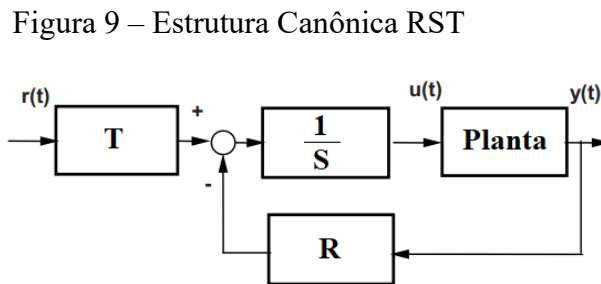 Figura 9 – Estrutura Canônica RST
r(t)
T
+
-
1
S
u(t)
Planta
y(t)
R